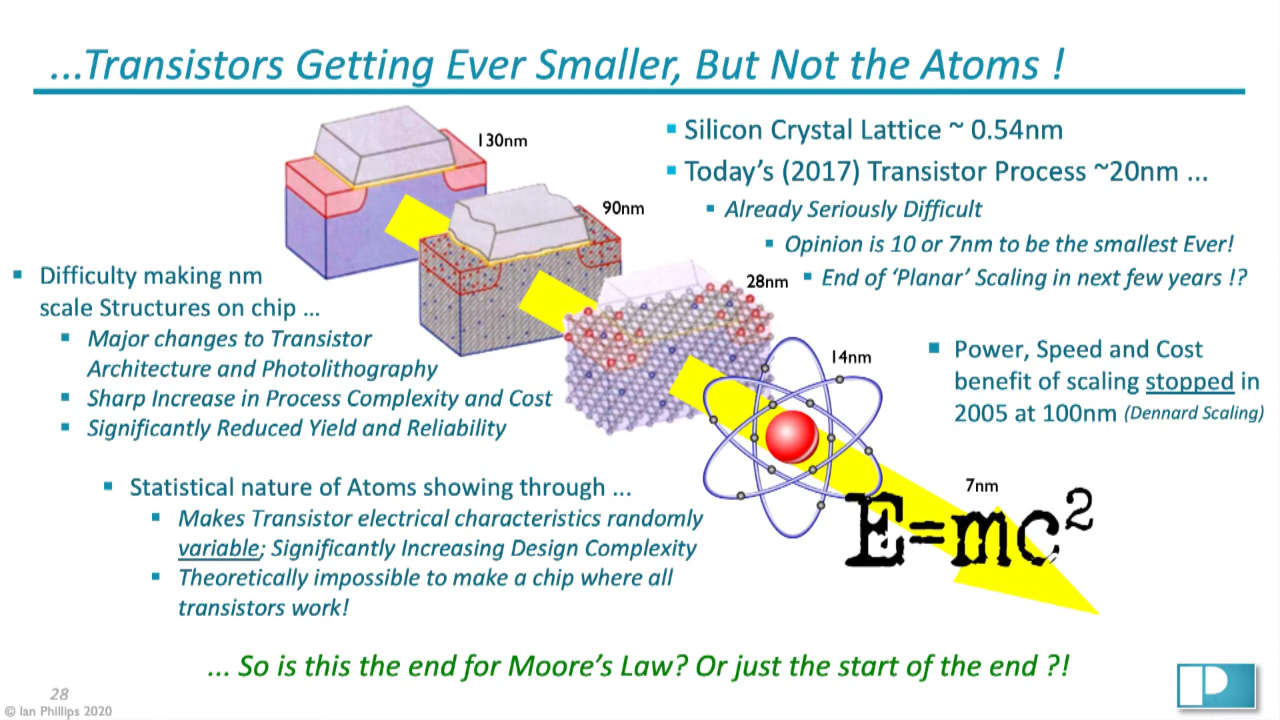 ...Transistors Getting Ever Smaller, But Not the Atoms !
130nm
90nm
28nm
14nm
7nm
E=mc²
▪ Silicon Crystal Lattice ~ 0.54nm
▪ Today's (2017) Transistor Process ~20nm ...
▪ Already Seriously Difficult
▪ Opinion is 10 or 7nm to be the smallest Ever!
▪ End of 'Planar' Scaling in next few years !?
▪ Difficulty making nm
scale Structures on chip ...
▪ Major changes to Transistor
Architecture and Photolithography
▪ Sharp Increase in Process Complexity and Cost
▪ Significantly Reduced Yield and Reliability
▪ Power, Speed and Cost
benefit of scaling stopped in
2005 at 100nm (Dennard Scaling)
▪ Statistical nature of Atoms showing through ...
▪ Makes Transistor electrical characteristics randomly
variable; Significantly Increasing Design Complexity
▪ Theoretically impossible to make a chip where all
transistors work!
... So is this the end for Moore's Law? Or just the start of the end ?!
28
© Ian Phillips 2020
P